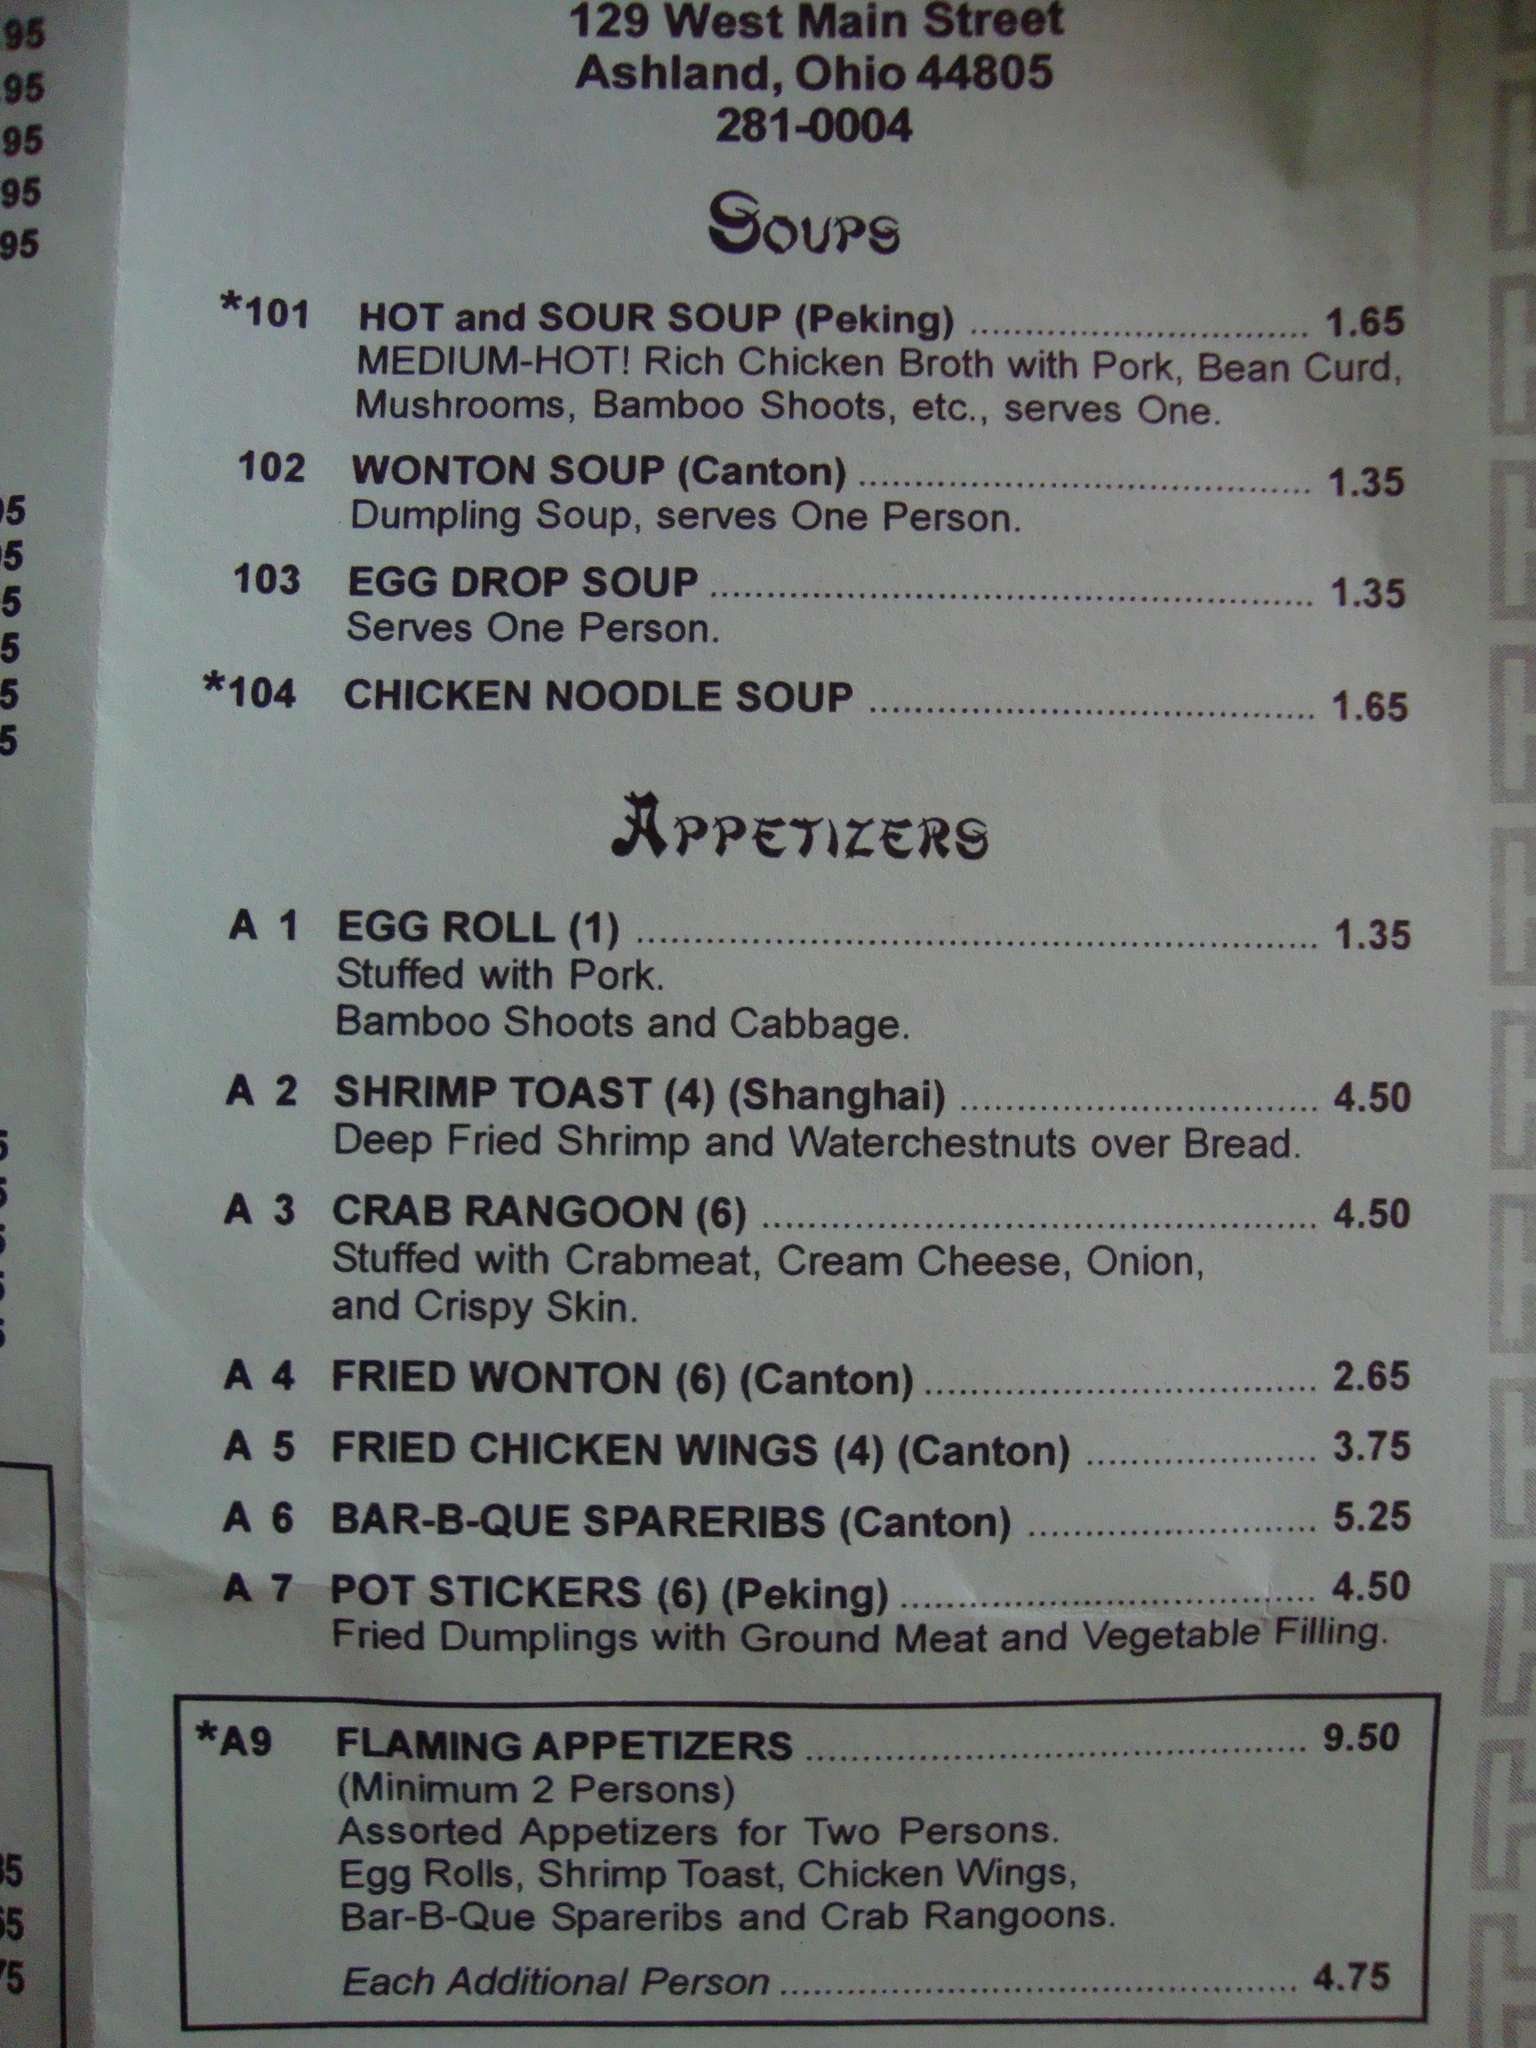 129 West Main Street
Ashland, Ohio 44805
281-0004
Soups
*101 HOT and SOUR SOUP (Peking) 1.65
MEDIUM-HOT! Rich Chicken Broth with Pork, Bean Curd,
Mushrooms, Bamboo Shoots, etc., serves One.
102 WONTON SOUP (Canton) 1.35
Dumpling Soup, serves One Person.
103 EGG DROP SOUP 1.35
Serves One Person.
*104 CHICKEN NOODLE SOUP 1.65
Appetizers
A 1 EGG ROLL (1) 1.35
Stuffed with Pork.
Bamboo Shoots and Cabbage.
A 2 SHRIMP TOAST (4) (Shanghai) 4.50
Deep Fried Shrimp and Waterchestnuts over Bread.
A 3 CRAB RANGOON (6) 4.50
Stuffed with Crabmeat, Cream Cheese, Onion,
and Crispy Skin.
A 4 FRIED WONTON (6) (Canton) 2.65
A 5 FRIED CHICKEN WINGS (4) (Canton) 3.75
A 6 BAR-B-QUE SPARERIBS (Canton) 5.25
A 7 POT STICKERS (6) (Peking) 4.50
Fried Dumplings with Ground Meat and Vegetable Filling.
*A9 FLAMING APPETIZERS 9.50
(Minimum 2 Persons)
Assorted Appetizers for Two Persons.
Egg Rolls, Shrimp Toast, Chicken Wings,
Bar-B-Que Spareribs and Crab Rangoons.
Each Additional Person 4.75